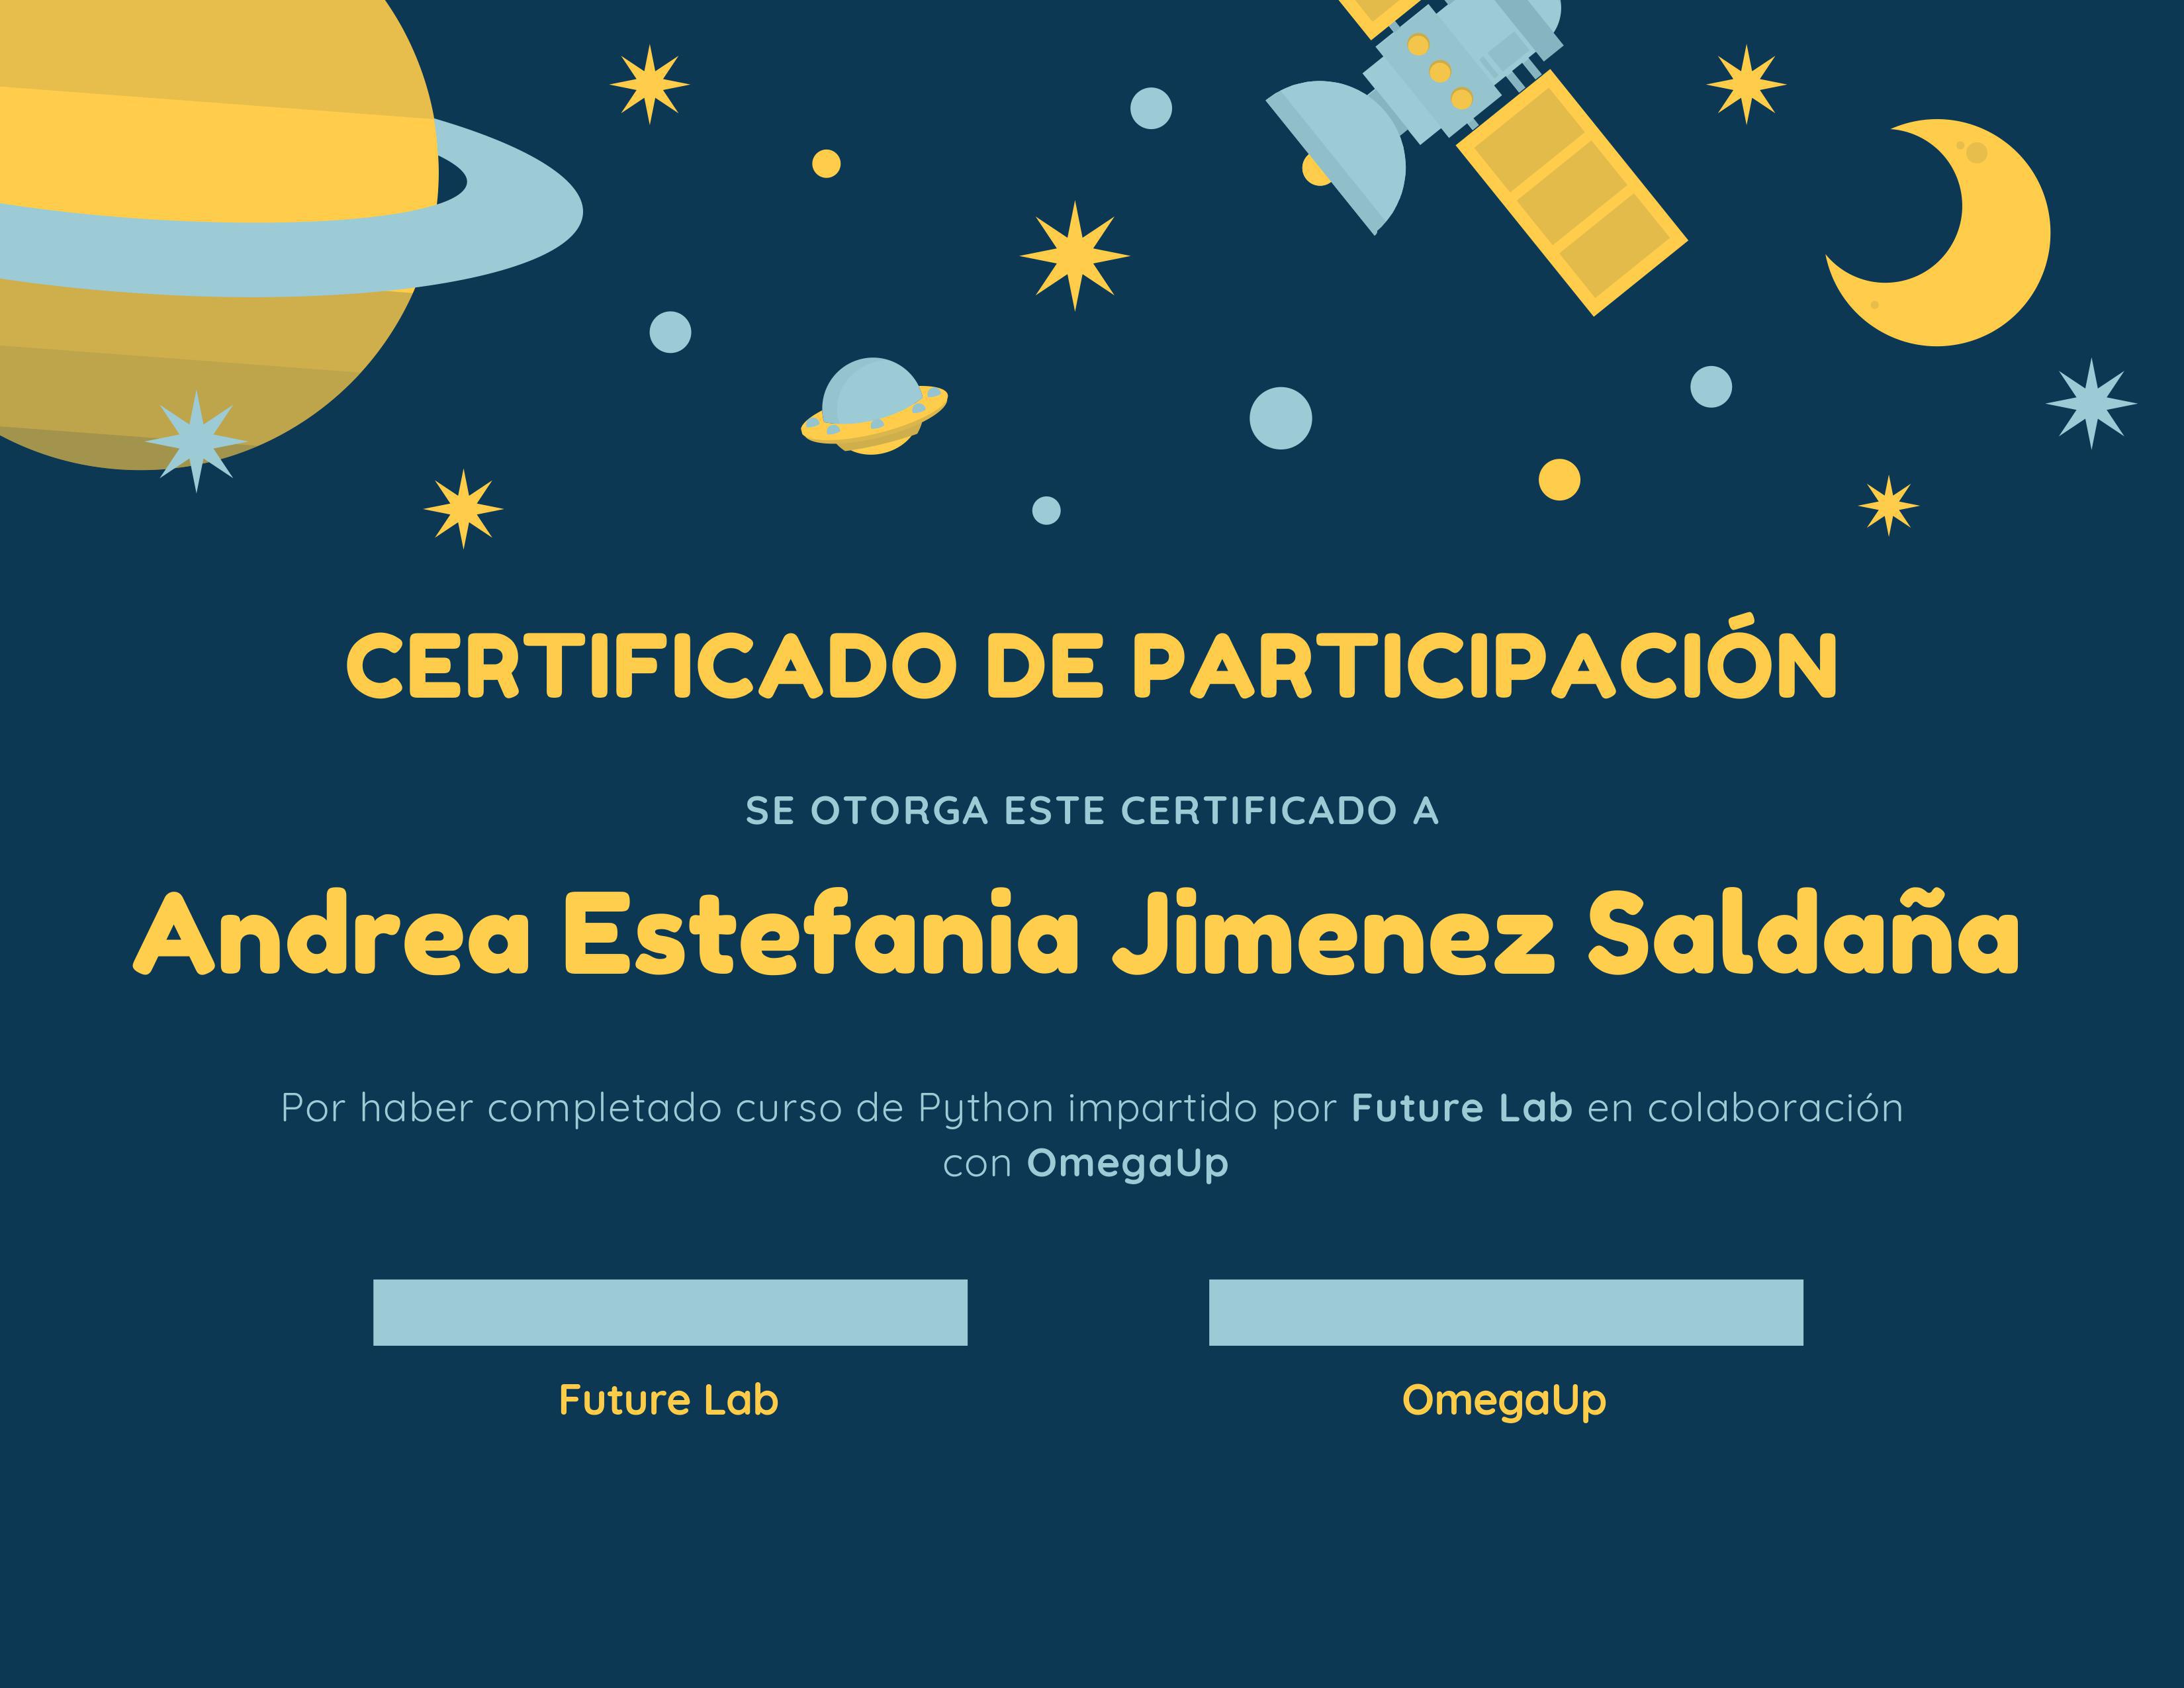 CERTIFICADO DE PARTICIPACIÓN
SE OTORGA ESTE CERTIFICADO A
Andrea Estefania Jimenez Saldaña
Por haber completado curso de Python impartido por Future Lab en colaboración
con OmegaUp
Future Lab
OmegaUp